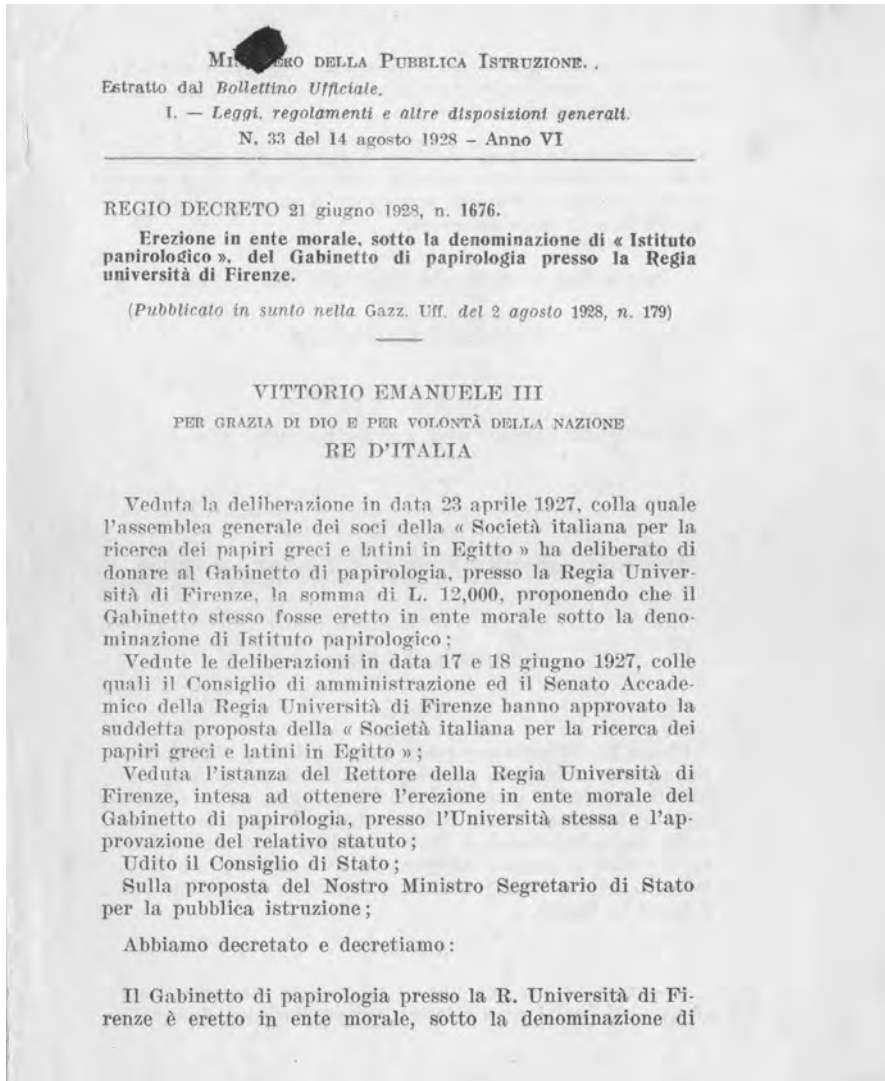 MINISTERO DELLA PUBBLICA ISTRUZIONE. .
Estratto dal Bollettino Ufficiale.
I. — Leggi, regolamenti e altre disposizioni generali.
N. 33 del 14 agosto 1928 – Anno VI
REGIO DECRETO 21 giugno 1928, n. 1676.
Erezione in ente morale, sotto la denominazione di « Istituto
papirologico », del Gabinetto di papirologia presso la Regia
università di Firenze.
(Pubblicato in sunto nella Gazz. Uff. del 2 agosto 1928, n. 179)
VITTORIO EMANUELE III
PER GRAZIA DI DIO E PER VOLONTÀ DELLA NAZIONE
RE D'ITALIA
Veduta la deliberazione in data 23 aprile 1927, colla quale
l'assemblea generale dei soci della « Società italiana per la
ricerca dei papiri greci e latini in Egitto » ha deliberato di
donare al Gabinetto di papirologia, presso la Regia Univer-
sità di Firenze, la somma di L. 12,000, proponendo che il
Gabinetto stesso fosse eretto in ente morale sotto la deno-
minazione di Istituto papirologico ;
Vedute le deliberazioni in data 17 e 18 giugno 1927, colle
quali il Consiglio di amministrazione ed il Senato Accade-
mico della Regia Università di Firenze hanno approvato la
suddetta proposta della « Società italiana per la ricerca dei
papiri greci e latini in Egitto » ;
Veduta l'istanza del Rettore della Regia Università di
Firenze, intesa ad ottenere l'erezione in ente morale del
Gabinetto di papirologia, presso l'Università stessa e l'ap-
provazione del relativo statuto ;
Udito il Consiglio di Stato ;
Sulla proposta del Nostro Ministro Segretario di Stato
per la pubblica istruzione ;
Abbiamo decretato e decretiamo :
Il Gabinetto di papirologia presso la R. Università di Fi-
renze è eretto in ente morale, sotto la denominazione di